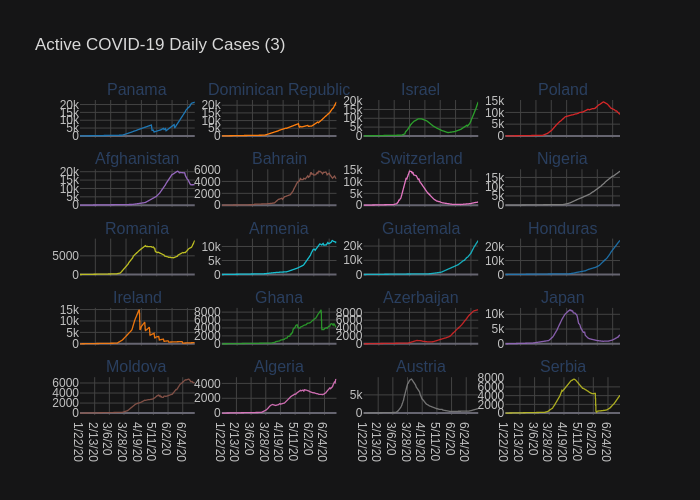 Active COVID-19 Daily Cases (3)
Panama Dominican Republic Israel Poland
20k 15k 10k 5k 0 20k 15k 10k 5k 0 20k 15k 10k 5k 0 15k 10k 5k 0
Afghanistan Bahrain Switzerland Nigeria
20k 15k 10k 5k 0 6000 4000 2000 0 15k 10k 5k 0 15k 10k 5k 0
Romania Armenia Guatemala Honduras
5000 0 10k 5k 0 20k 10k 0 20k 10k 0
Ireland Ghana Azerbaijan Japan
15k 10k 5k 0 8000 6000 4000 2000 0 8000 6000 4000 2000 0 10k 5k 0
Moldova Algeria Austria Serbia
6000 4000 2000 0 4000 2000 0 5k 0 8000 6000 4000 2000 0
1/22/20 2/13/20 3/6/20 3/28/20 4/19/20 5/11/20 6/2/20 6/24/20 1/22/20 2/13/20 3/6/20 3/28/20 4/19/20 5/11/20 6/2/20 6/24/20 1/22/20 2/13/20 3/6/20 3/28/20 4/19/20 5/11/20 6/2/20 6/24/20 1/22/20 2/13/20 3/6/20 3/28/20 4/19/20 5/11/20 6/2/20 6/24/20